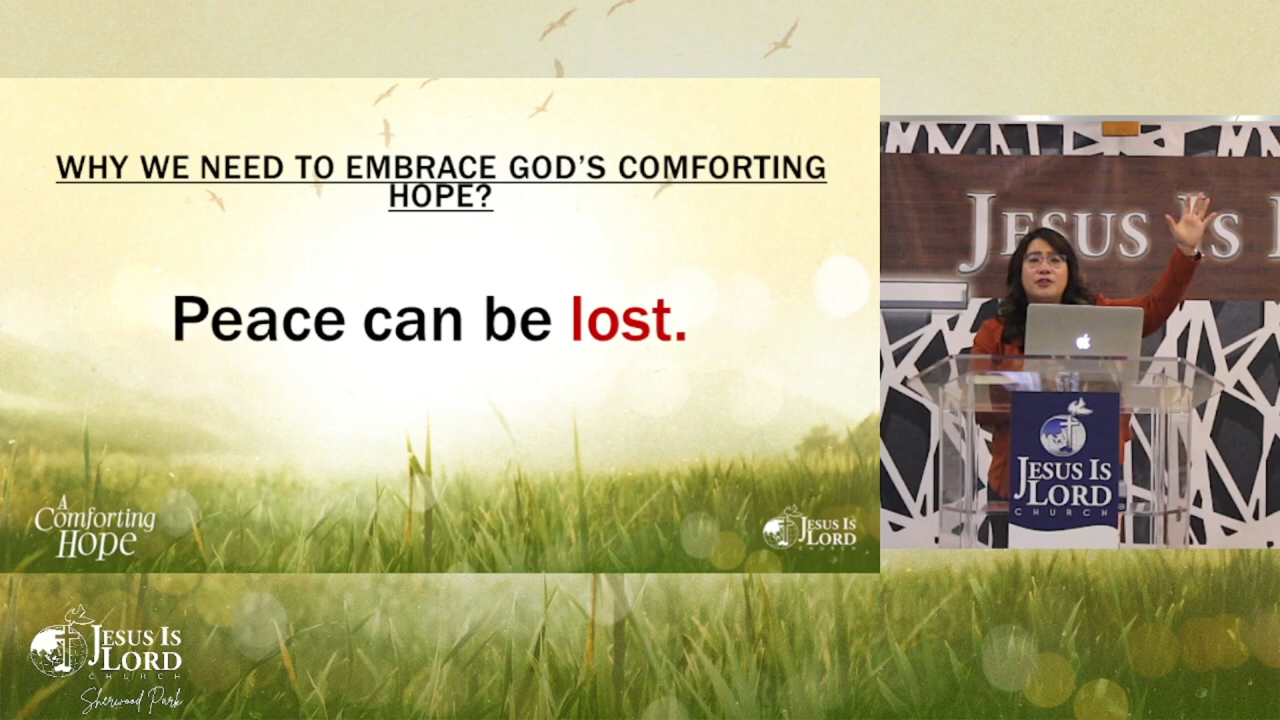 WHY WE NEED TO EMBRACE GOD'S COMFORTING
HOPE?
Peace can be lost.
A
Comforting
Hope
JESUS IS
LORD
CHURCH
JESUS IS
JESUS IS
LORD
CHURCH
JESUS IS
LORD
CHURCH
Sherwood Park